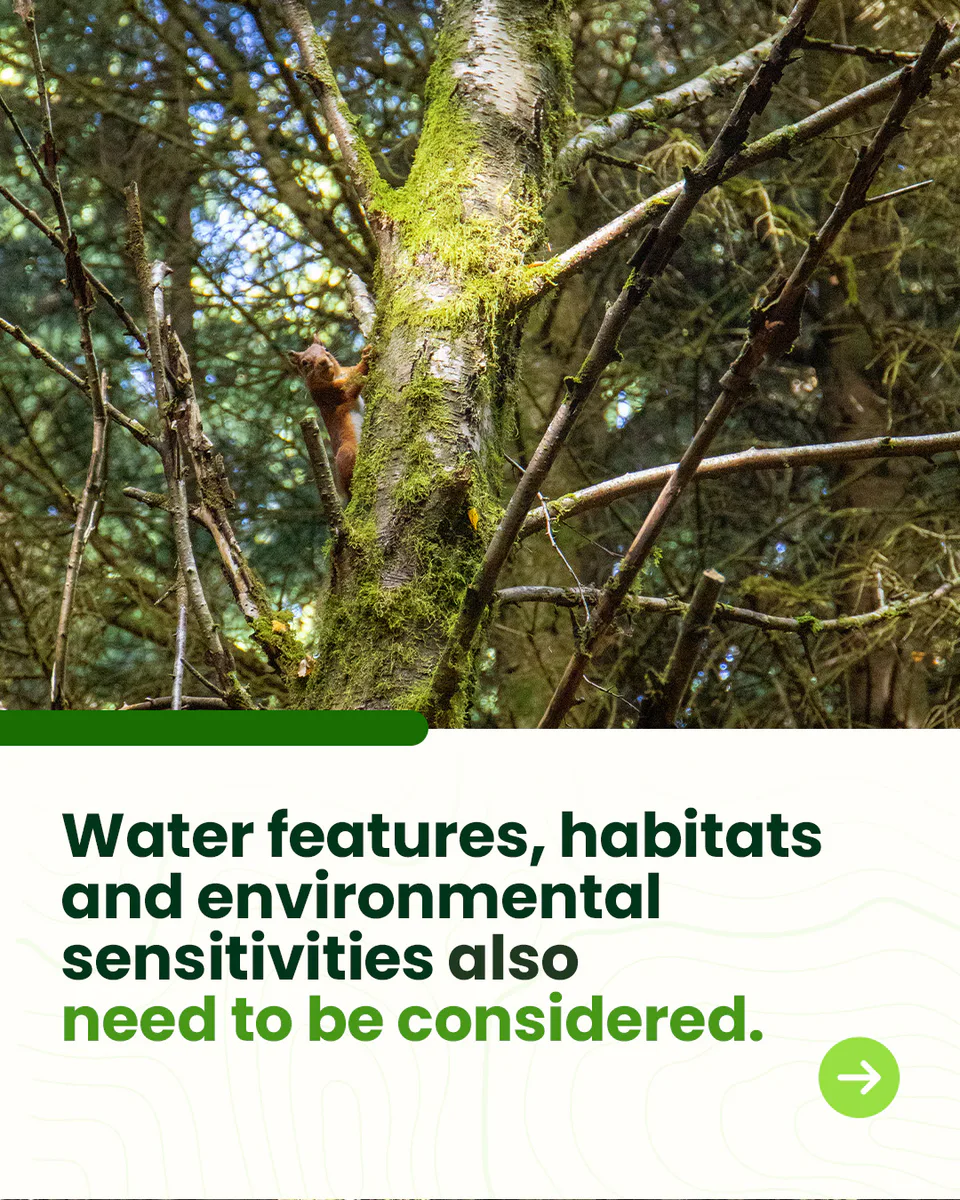 Water features, habitats
and environmental
sensitivities also
need to be considered.